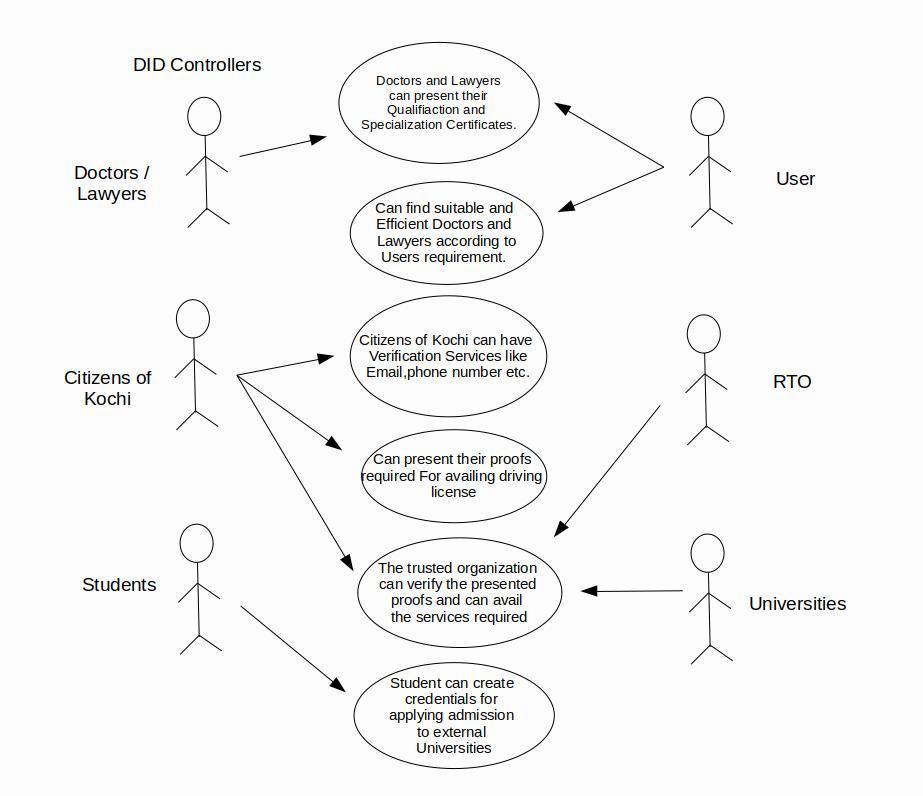 DID Controllers
Doctors /
Lawyers
Doctors and Lawyers
can present their
Qualifiaction and
Specialization Certificates.
User
Can find suitable and
Efficient Doctors and
Lawyers according to
Users requirement.
Citizens of
Kochi
Citizens of Kochi can have
Verification Services like
Email,phone number etc.
RTO
Can present their proofs
required For availing driving
license
Students
The trusted organization
can verify the presented
proofs and can avail
the services required
Universities
Student can create
credentials for
applying admission
to external
Universities